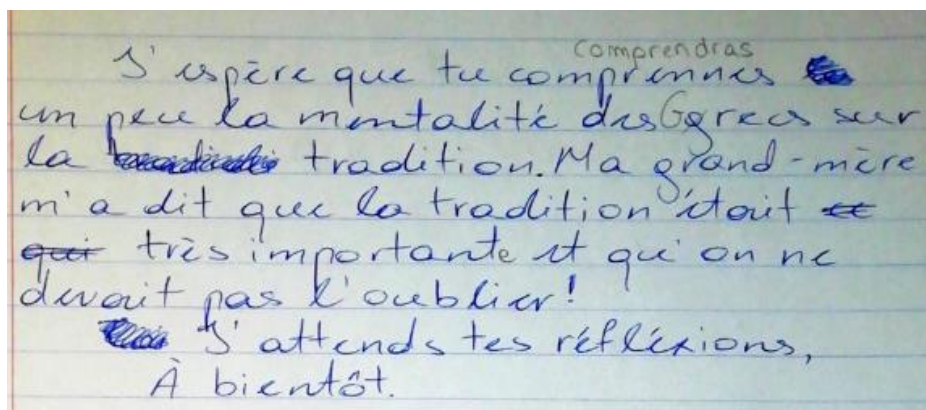 comprendras
J'espère que tu comprennes
un peu la mentalité des Grecs sur
la tradition. Ma grand-mère
m'a dit que la tradition était
très importante et qu'on ne
devait pas l'oublier!
J'attends tes réfléxions,
À bientôt.